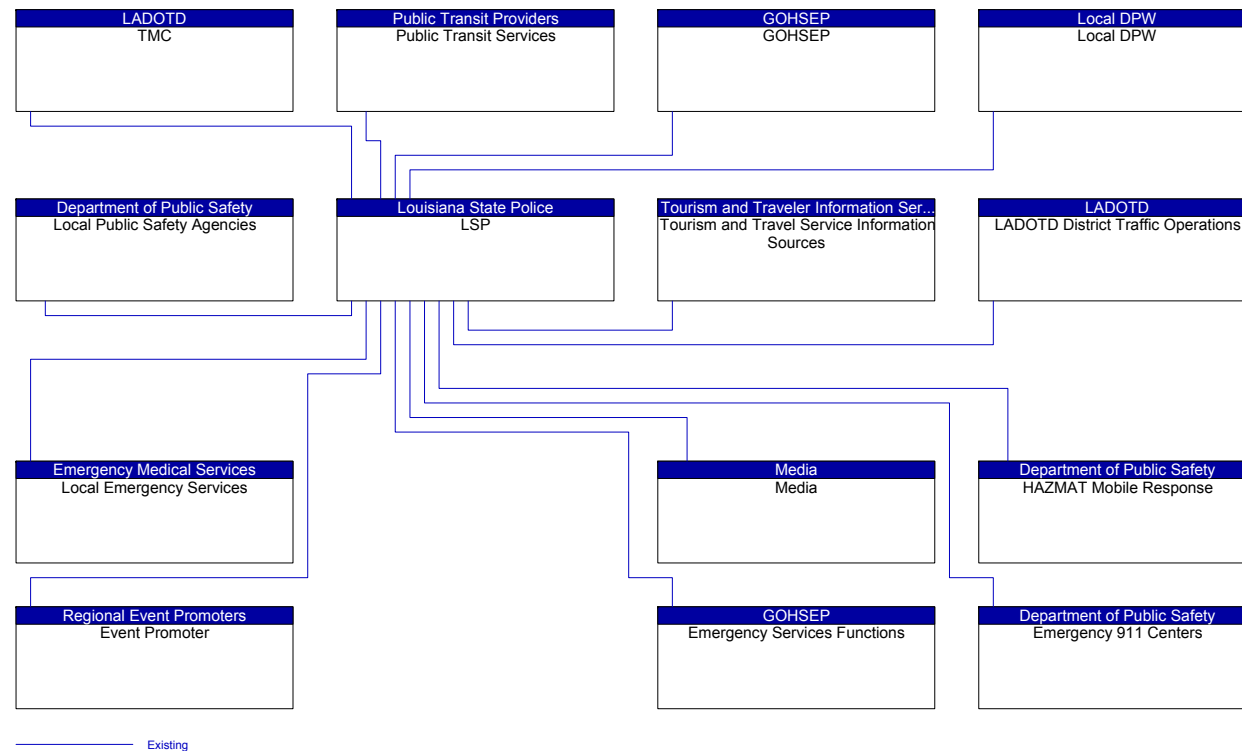 LADOTD
TMC
Public Transit Providers
Public Transit Services
GOHSEP
GOHSEP
Local DPW
Local DPW
Department of Public Safety
Local Public Safety Agencies
Louisiana State Police
LSP
Tourism and Traveler Information Ser...
Tourism and Travel Service Information
Sources
LADOTD
LADOTD District Traffic Operations
Emergency Medical Services
Local Emergency Services
Media
Media
Department of Public Safety
HAZMAT Mobile Response
Regional Event Promoters
Event Promoter
GOHSEP
Emergency Services Functions
Department of Public Safety
Emergency 911 Centers
Existing